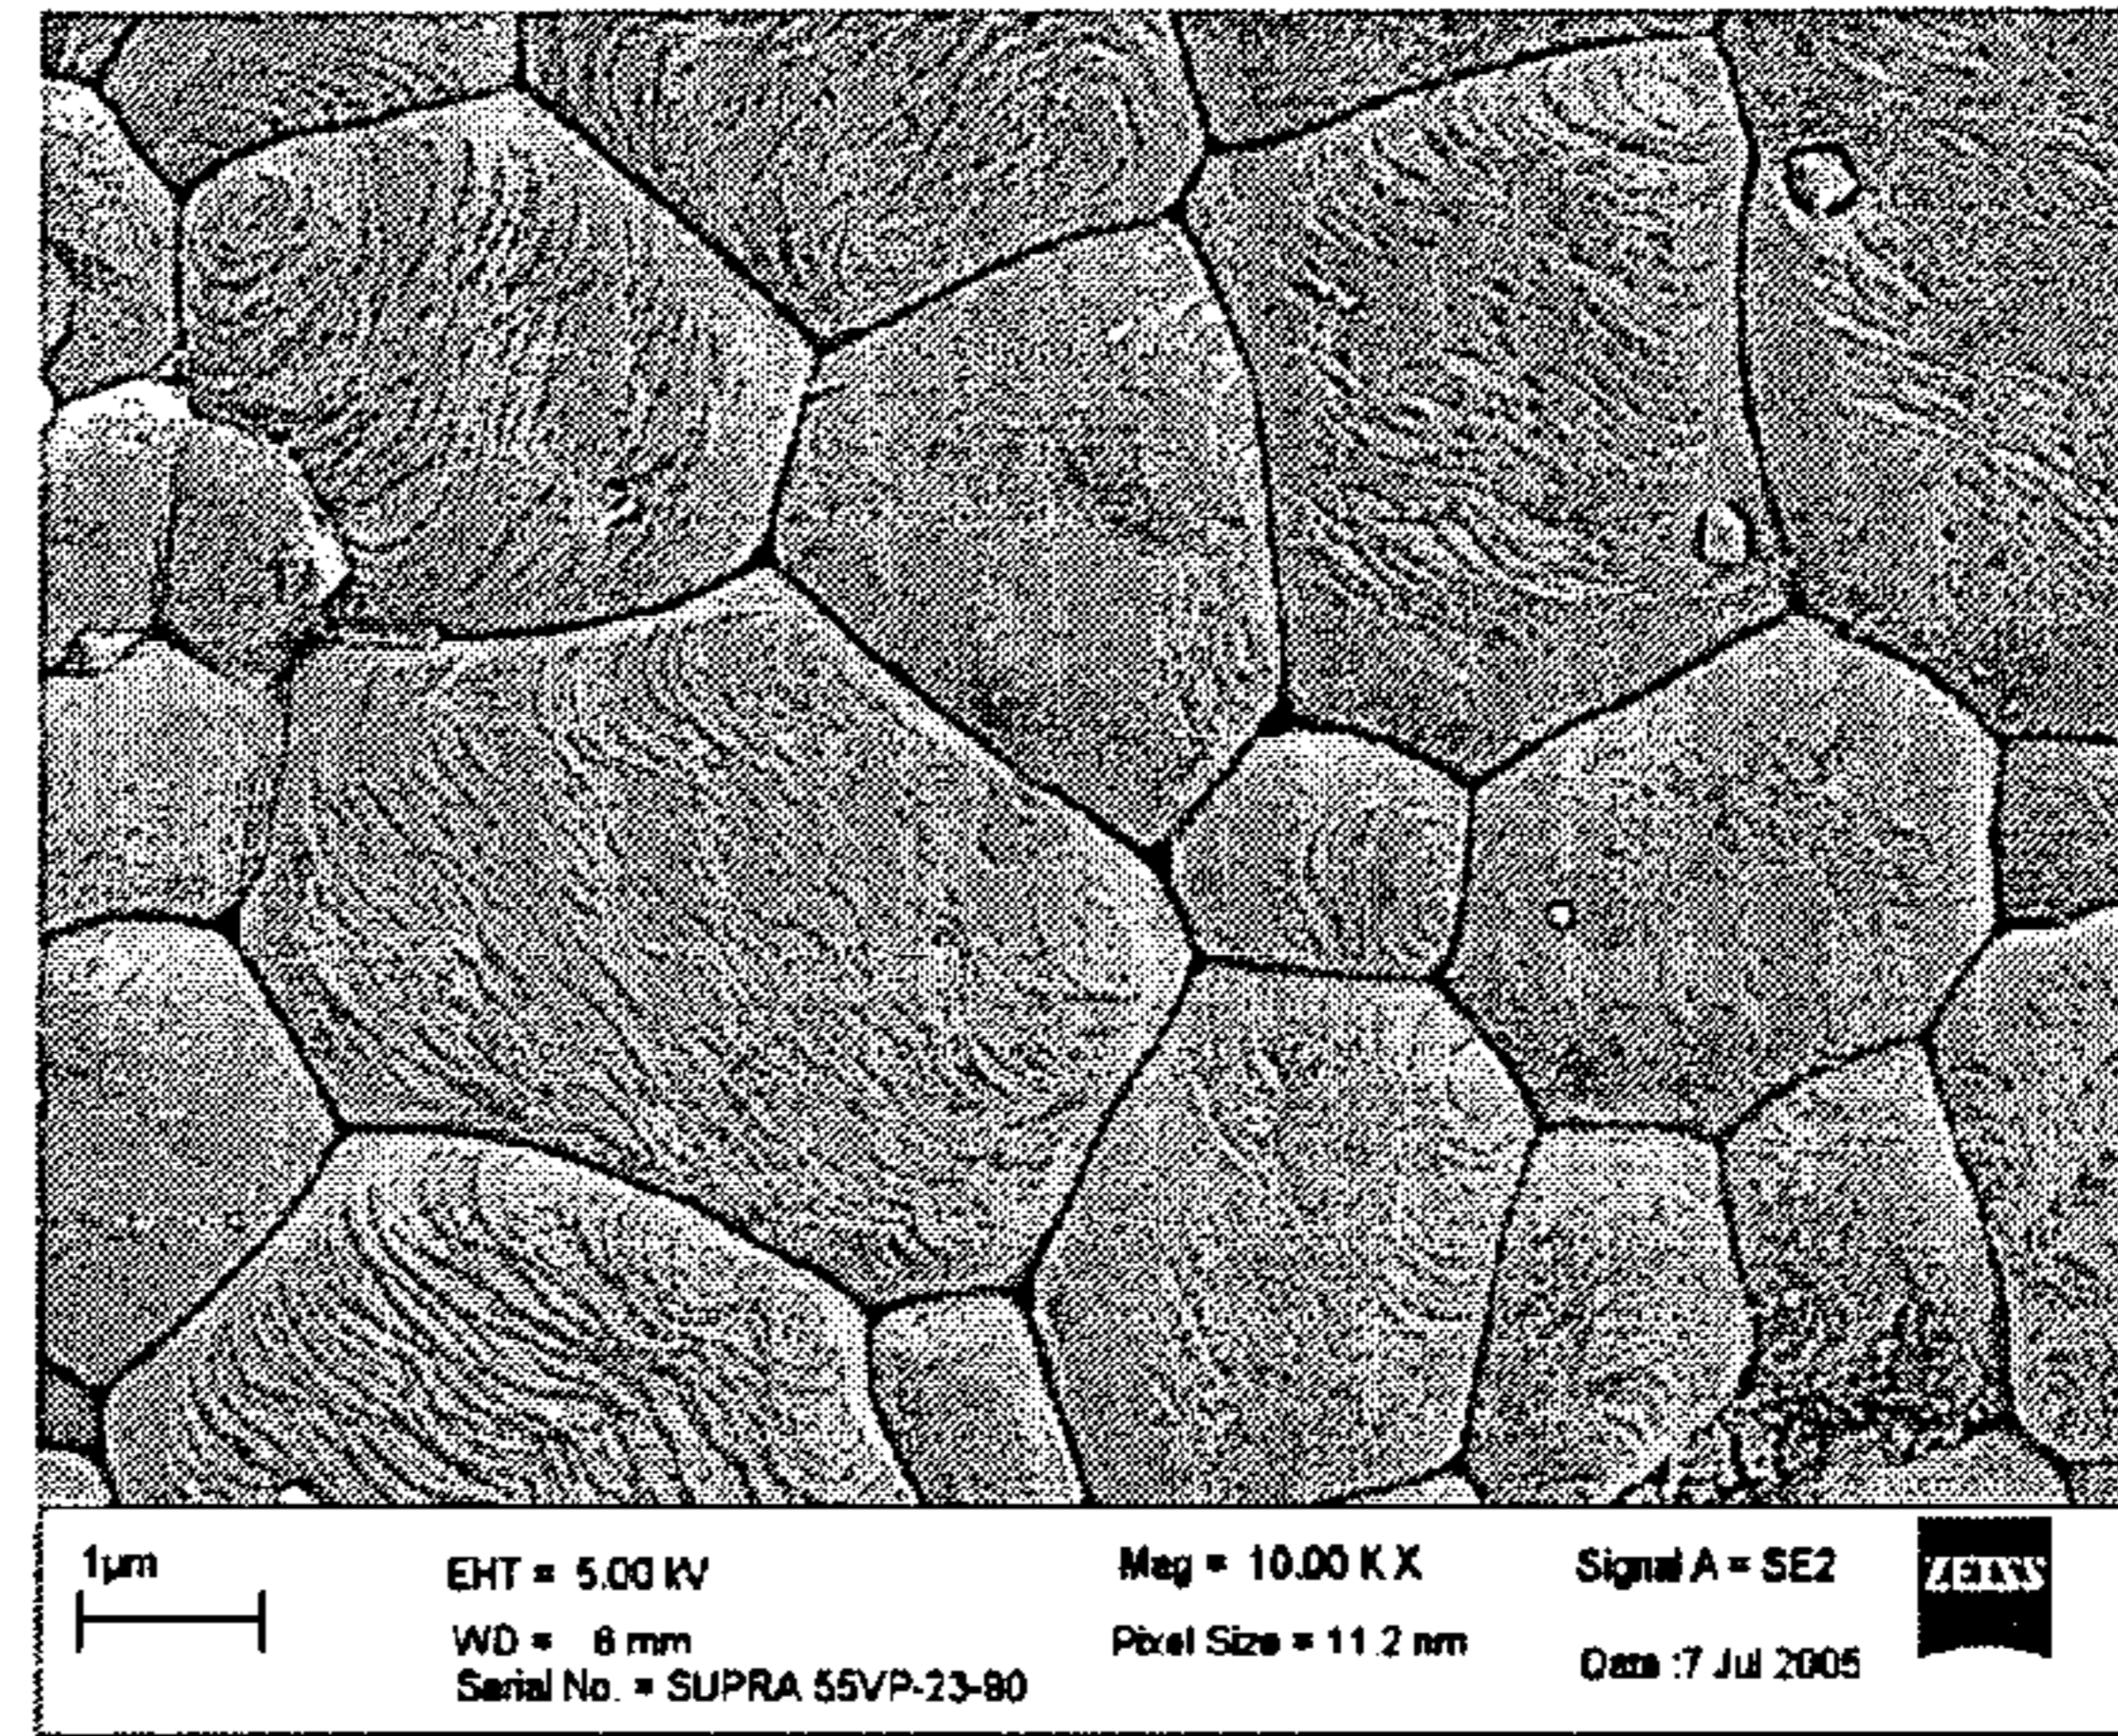 1µm
EHT = 5.00 kV
Mag = 10.00 K X
Signal A = SE2
WD = 6 mm
Pixel Size = 11.2 nm
Date :7 Jul 2005
Serial No. = SUPRA 55VP-23-90